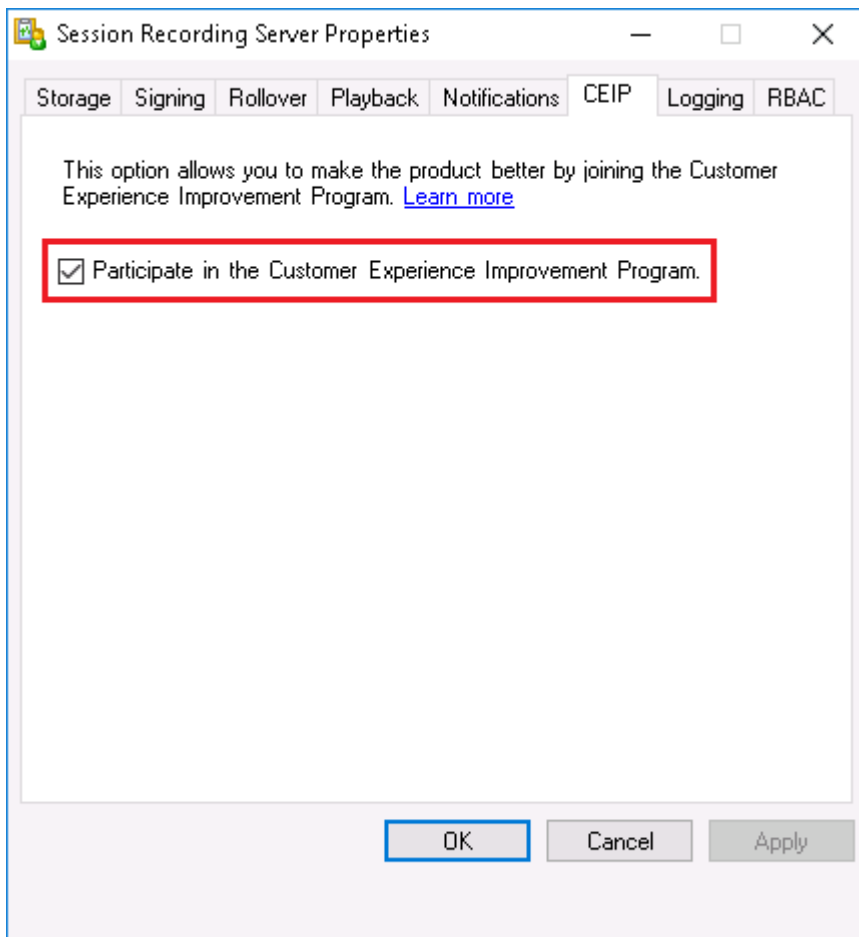 Session Recording Server Properties
Storage Signing Rollover Playback Notifications CEIP Logging RBAC
This option allows you to make the product better by joining the Customer
Experience Improvement Program. Learn more
Participate in the Customer Experience Improvement Program.
OK Cancel Apply